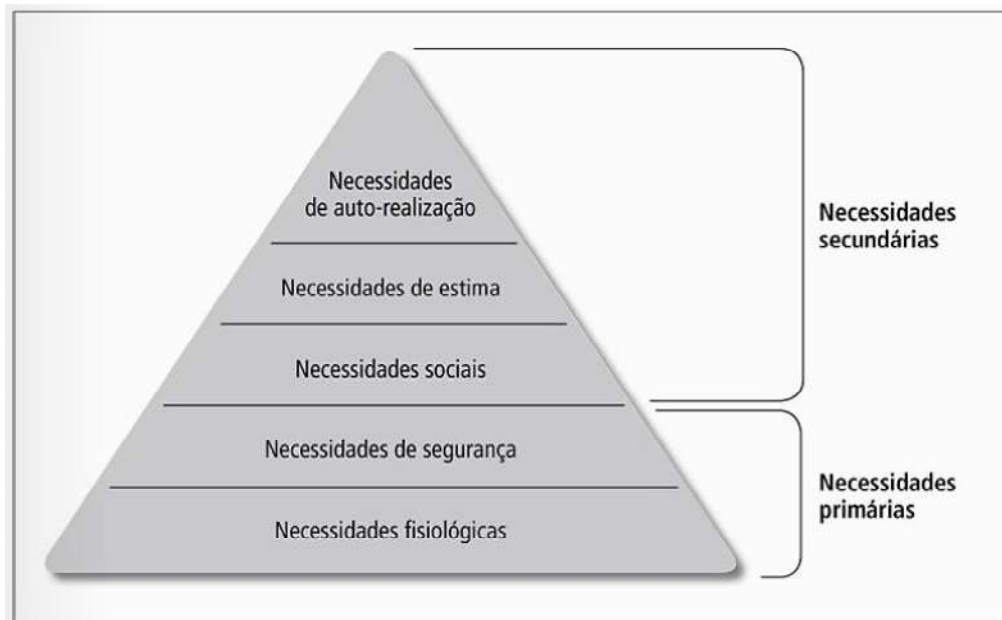 Necessidades
de auto-realização
Necessidades de estima
Necessidades sociais
Necessidades de segurança
Necessidades fisiológicas
Necessidades
secundárias
Necessidades
primárias